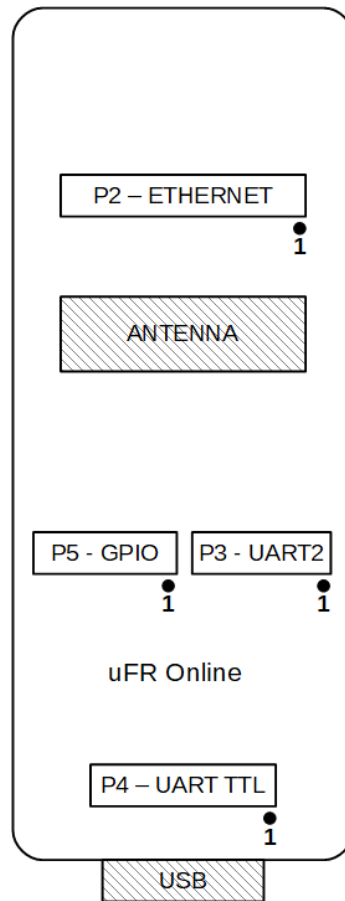 P2 – ETHERNET
1
ANTENNA
P5 - GPIO P3 - UART2
1 1
uFR Online
P4 – UART TTL
1
USB